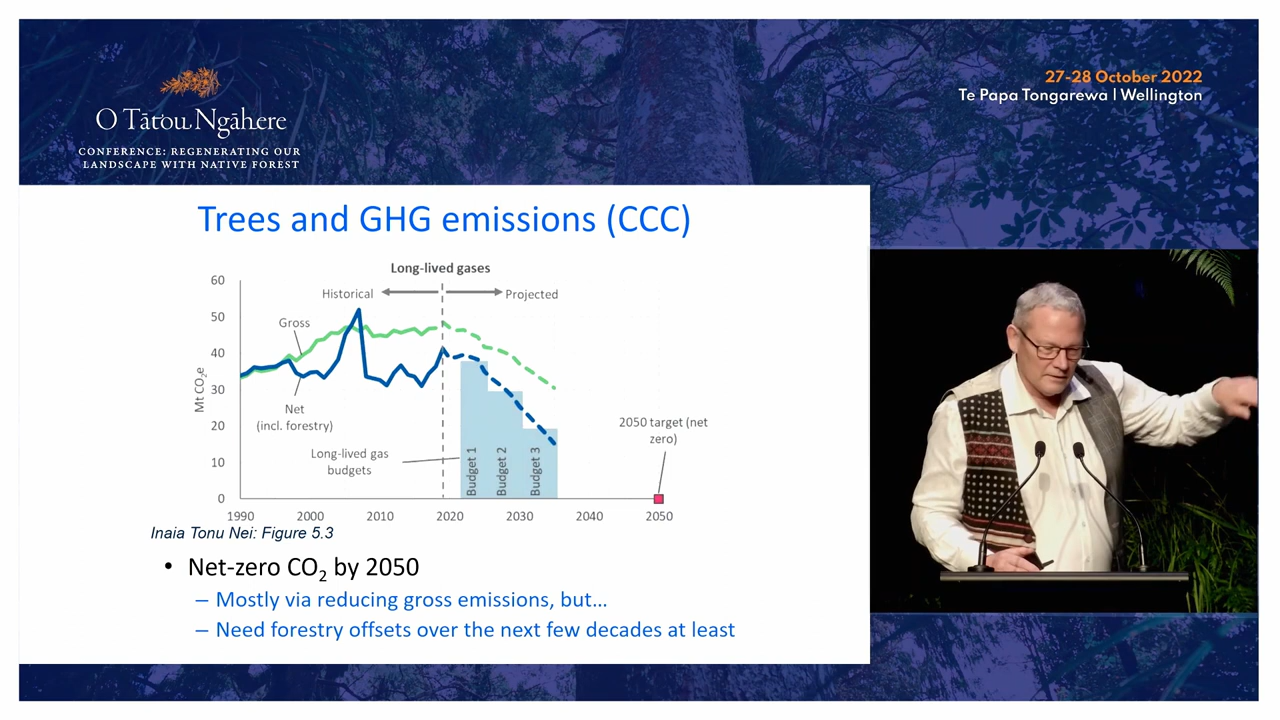 O Tātou Ngāhere
CONFERENCE: REGENERATING OUR
LANDSCAPE WITH NATIVE FOREST
27-28 October 2022
Te Papa Tongarewa | Wellington
Trees and GHG emissions (CCC)
Long-lived gases
Historical
Projected
Gross
Net
(incl. forestry)
Long-lived gas
budgets
Budget 1
Budget 2
Budget 3
2050 target (net
zero)
Mt CO₂e
60
50
40
30
20
10
0
1990 2000 2010 2020 2030 2040 2050
Inaia Tonu Nei: Figure 5.3
• Net-zero CO₂ by 2050
– Mostly via reducing gross emissions, but…
– Need forestry offsets over the next few decades at least